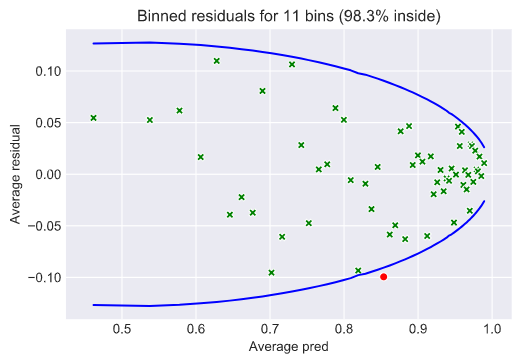 Binned residuals for 11 bins (98.3% inside)
0.10
0.05
0.00
−0.05
−0.10
Average residual
0.5 0.6 0.7 0.8 0.9 1.0
Average pred